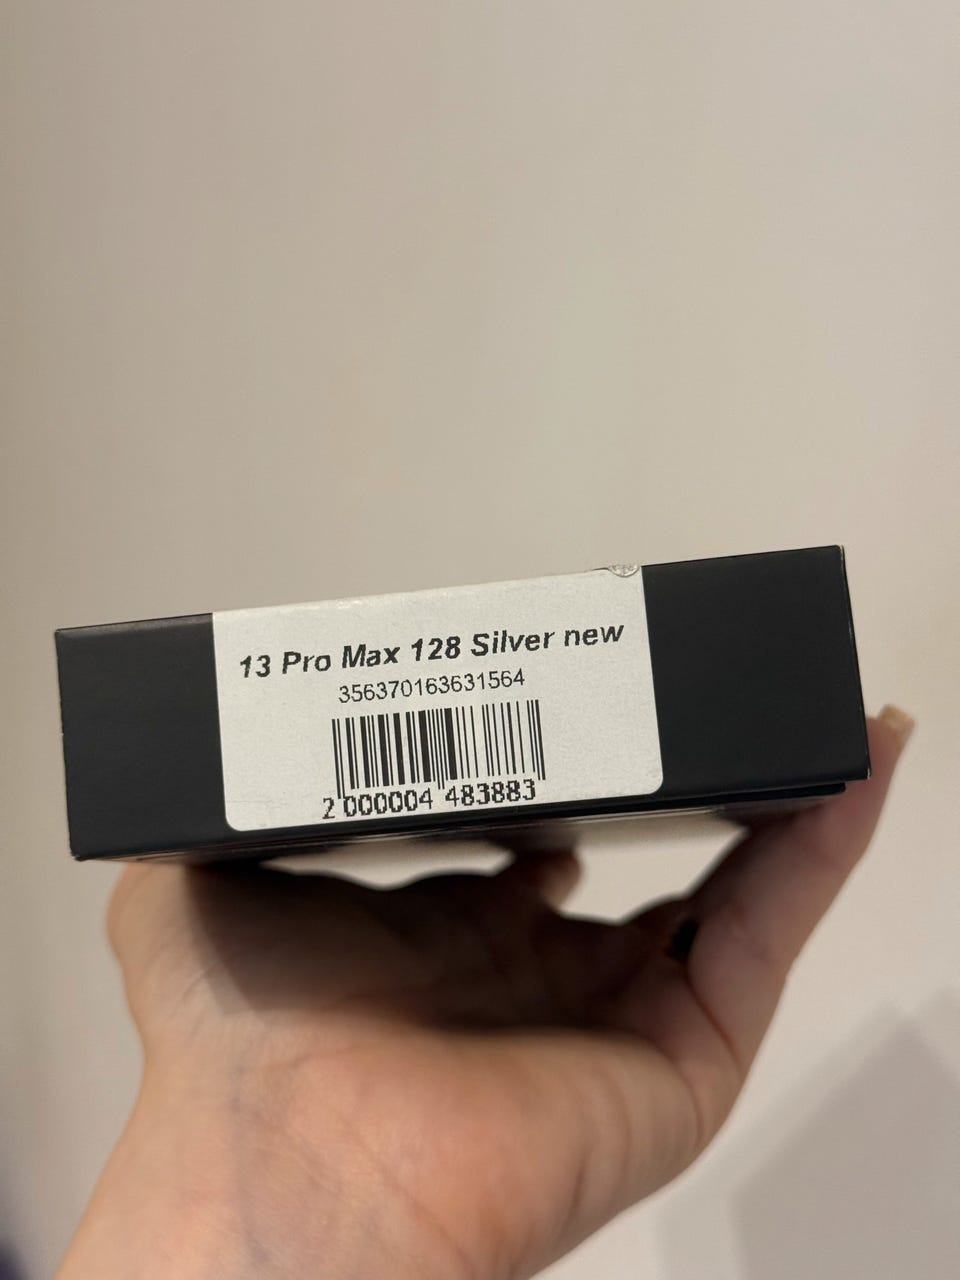 13 Pro Max 128 Silver new
356370163631564
2 000004 483883